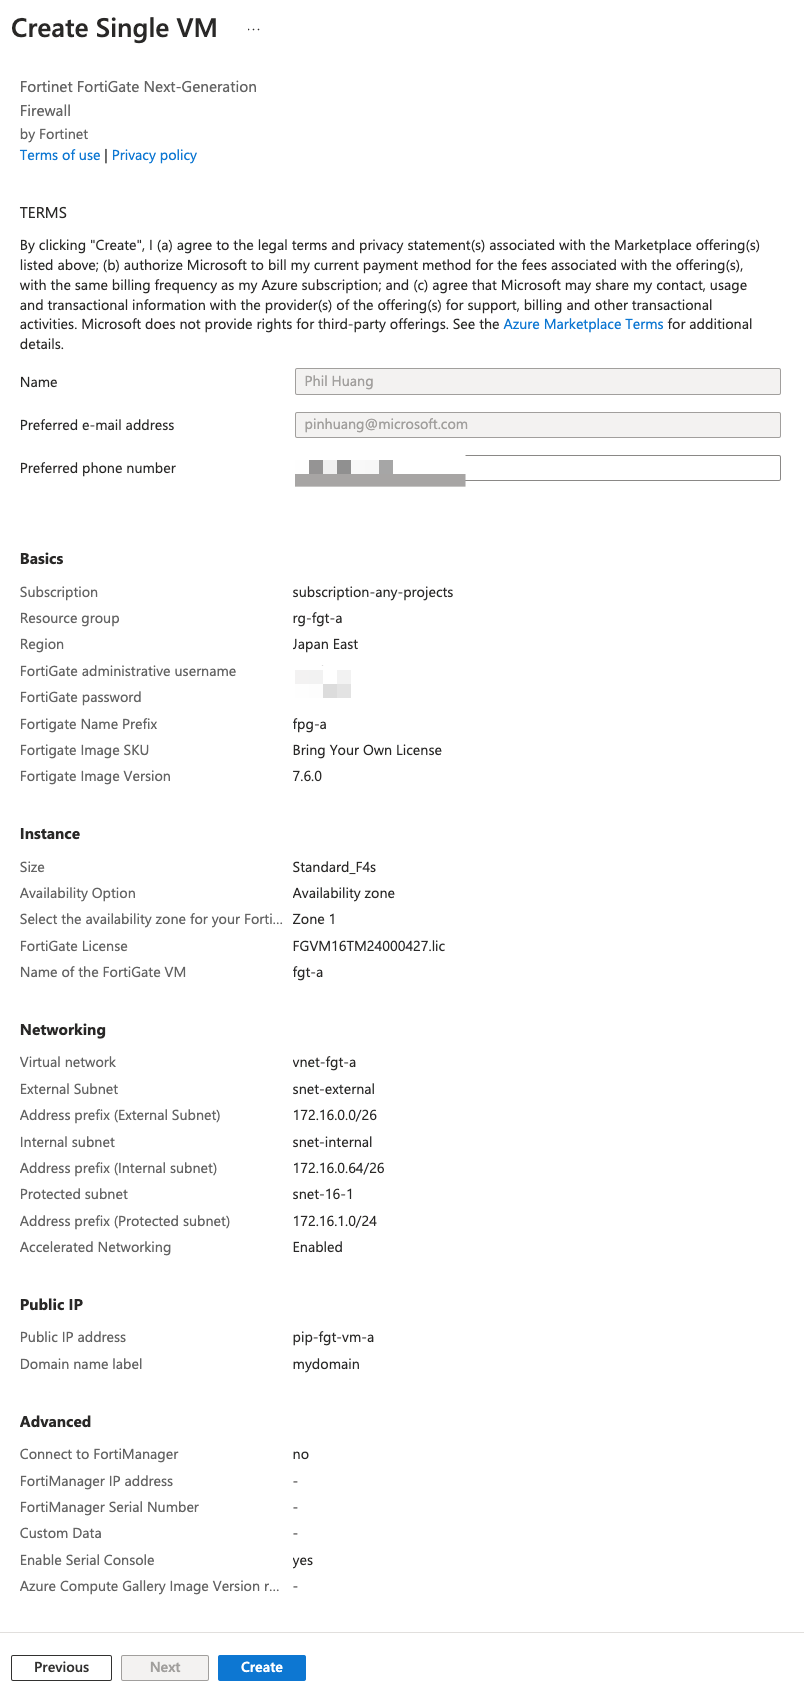 Create Single VM ...
Fortinet FortiGate Next-Generation
Firewall
by Fortinet
Terms of use | Privacy policy
TERMS
By clicking "Create", I (a) agree to the legal terms and privacy statement(s) associated with the Marketplace offering(s)
listed above; (b) authorize Microsoft to bill my current payment method for the fees associated with the offering(s),
with the same billing frequency as my Azure subscription; and (c) agree that Microsoft may share my contact, usage
and transactional information with the provider(s) of the offering(s) for support, billing and other transactional
activities. Microsoft does not provide rights for third-party offerings. See the Azure Marketplace Terms for additional
details.
Name Phil Huang
Preferred e-mail address pinhuang@microsoft.com
Preferred phone number
Basics
Subscription subscription-any-projects
Resource group rg-fgt-a
Region Japan East
FortiGate administrative username
FortiGate password
Fortigate Name Prefix fpg-a
Fortigate Image SKU Bring Your Own License
Fortigate Image Version 7.6.0
Instance
Size Standard_F4s
Availability Option Availability zone
Select the availability zone for your Forti... Zone 1
FortiGate License FGVM16TM24000427.lic
Name of the FortiGate VM fgt-a
Networking
Virtual network vnet-fgt-a
External Subnet snet-external
Address prefix (External Subnet) 172.16.0.0/26
Internal subnet snet-internal
Address prefix (Internal subnet) 172.16.0.64/26
Protected subnet snet-16-1
Address prefix (Protected subnet) 172.16.1.0/24
Accelerated Networking Enabled
Public IP
Public IP address pip-fgt-vm-a
Domain name label mydomain
Advanced
Connect to FortiManager no
FortiManager IP address -
FortiManager Serial Number -
Custom Data -
Enable Serial Console yes
Azure Compute Gallery Image Version r... -
Previous Next Create